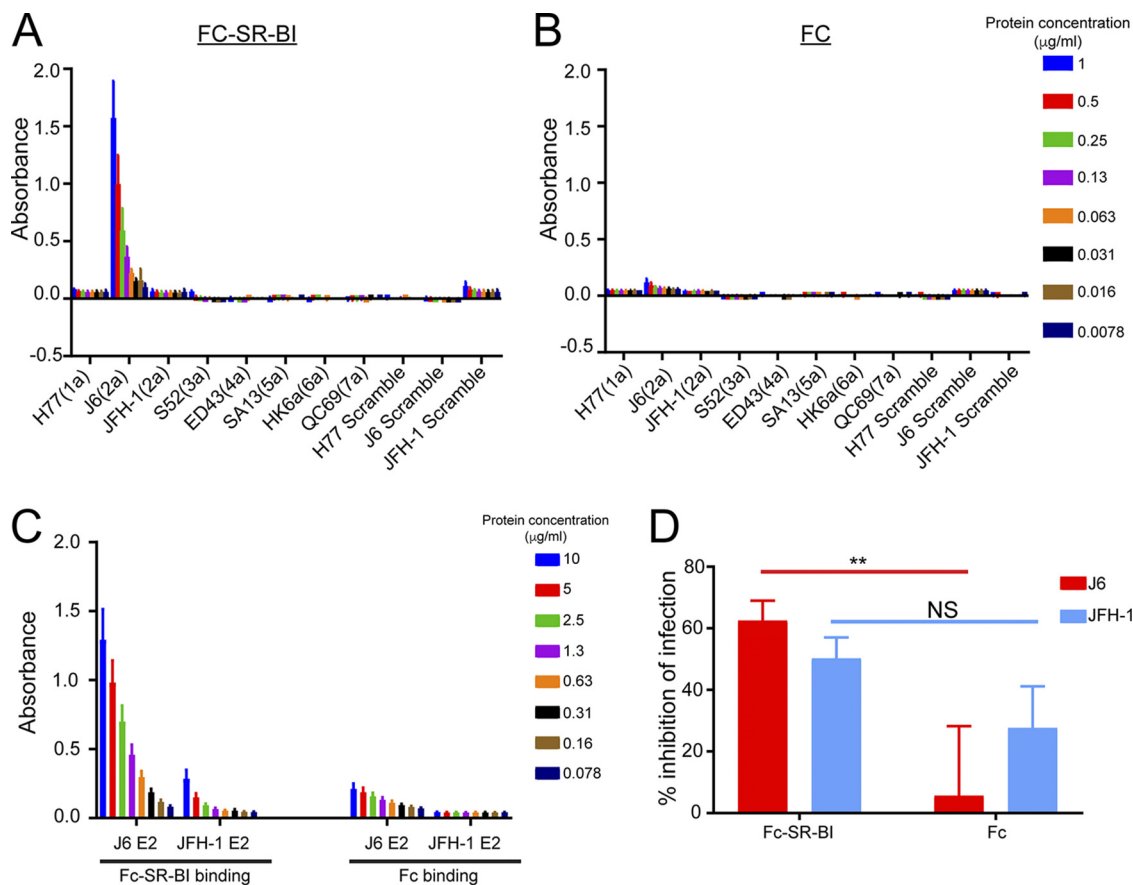 A
FC-SR-BI
Absorbance
2.0
1.5
1.0
0.5
0.0
-0.5
H77(1a)
J6(2a)
JFH-1(2a)
S52(3a)
ED43(4a)
SA13(5a)
HK6a(6a)
QC69(7a)
H77 Scramble
J6 Scramble
JFH-1 Scramble
B
FC
Absorbance
2.0
1.5
1.0
0.5
0.0
-0.5
H77(1a)
J6(2a)
JFH-1(2a)
S52(3a)
ED43(4a)
SA13(5a)
HK6a(6a)
QC69(7a)
H77 Scramble
J6 Scramble
JFH-1 Scramble
Protein concentration
(μg/ml)
1
0.5
0.25
0.13
0.063
0.031
0.016
0.0078
C
Absorbance
2.0
1.5
1.0
0.5
0.0
J6 E2 JFH-1 E2 J6 E2 JFH-1 E2
Fc-SR-BI binding Fc binding
Protein concentration
(μg/ml)
10
5
2.5
1.3
0.63
0.31
0.16
0.078
D
% inhibition of infection
80
60
40
20
0
**
NS
Fc-SR-BI Fc
J6
JFH-1